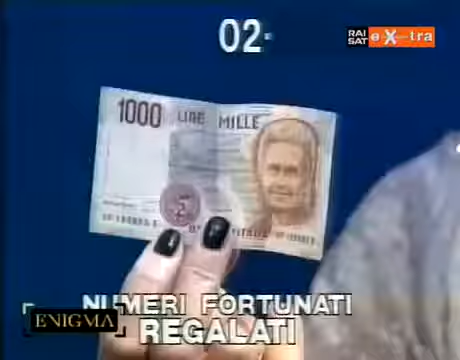 02
RAI
SAT
eXtra
1000 LIRE MILLE
NUMERI FORTUNATI
ENIGMA
REGALATI